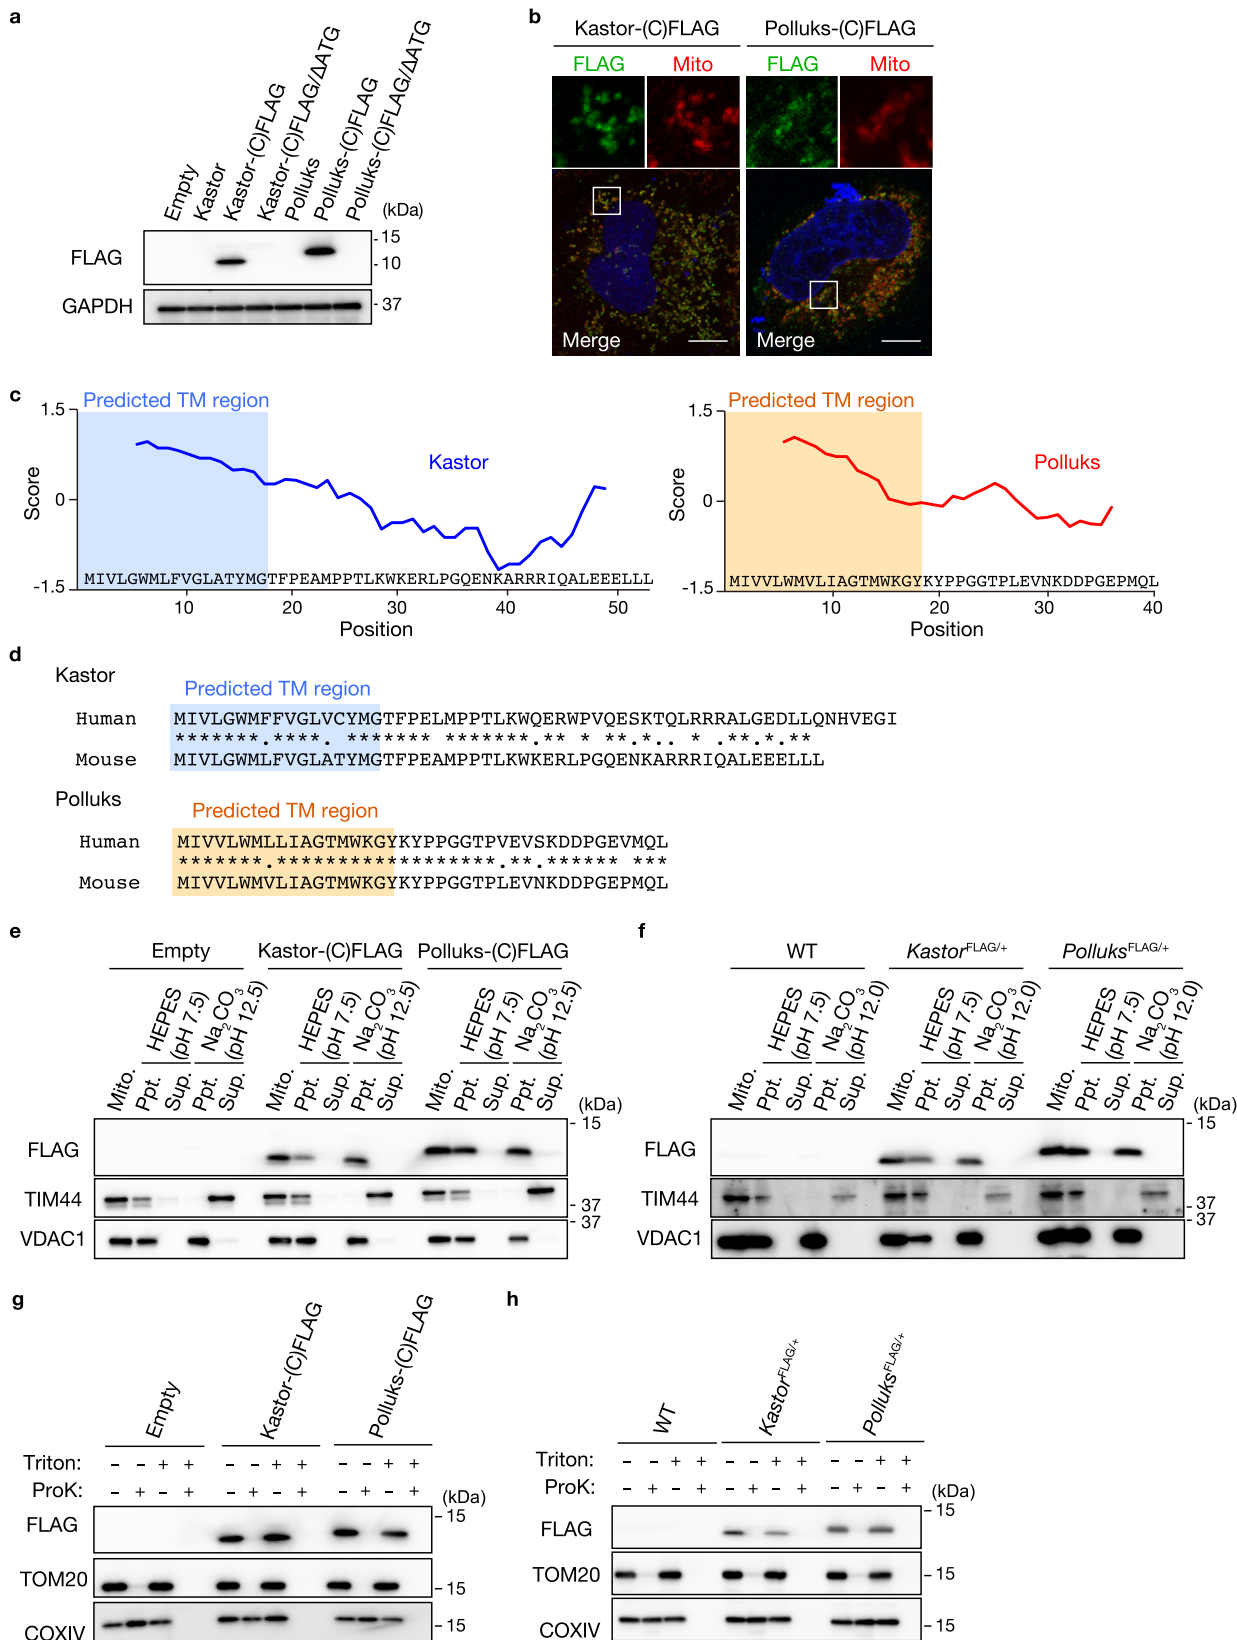 a
Empty
Kastor
Kastor-(C)FLAG
Kastor-(C)FLAG/ΔATG
Polluks
Polluks-(C)FLAG
Polluks-(C)FLAG/ΔATG
(kDa)
FLAG
15
10
GAPDH
37
b
Kastor-(C)FLAG Polluks-(C)FLAG
FLAG Mito FLAG Mito
Merge Merge
c
Predicted TM region
1.5
0
-1.5
Score
Kastor
MIVLGWMLFVGLATYMGTFPEAMPPTLKWKERLPGQENKARRRIQALEEELLL
10 20 30 40 50
Position
Predicted TM region
1.5
0
-1.5
Score
Polluks
MIVVLWMVLIAGTMWKGYKYPPGGTPLEVNKDDPGEPMQL
10 20 30 40
Position
d
Kastor
Predicted TM region
Human MIVLGWMFFVGLVCYMGTFPELMPPTLKWQERWPVQESKTQLRRRALGEDLLQNHVEGI
*******.****. *************** ******* ********.** * **.*.. * .**.*.**
Mouse MIVLGWMLFVGLATYMGTFPEAMPPTLKWKERLPGQENKARRRIQALEEELLL
Polluks
Predicted TM region
Human MIVVLWMLLIAGTMWKGYKYPPGGTPVEVSKDDPGEVMQL
*******.******************.**.****** ***
Mouse MIVVLWMVLIAGTMWKGYKYPPGGTPLEVNKDDPGEPMQL
e
Empty Kastor-(C)FLAG Polluks-(C)FLAG
HEPES (pH 7.5) Na2CO3 (pH 12.5) HEPES (pH 7.5) Na2CO3 (pH 12.5) HEPES (pH 7.5) Na2CO3 (pH 12.5)
Mito. Ppt. Sup. Ppt. Sup. Mito. Ppt. Sup. Ppt. Sup. Mito. Ppt. Sup. Ppt. Sup.
(kDa)
FLAG
15
TIM44
37
VDAC1
37
f
WT KastorFLAG/+ PolluksFLAG/+
HEPES (pH 7.5) Na2CO3 (pH 12.0) HEPES (pH 7.5) Na2CO3 (pH 12.0) HEPES (pH 7.5) Na2CO3 (pH 12.0)
Mito. Ppt. Sup. Ppt. Sup. Mito. Ppt. Sup. Ppt. Sup. Mito. Ppt. Sup. Ppt. Sup.
(kDa)
FLAG
15
TIM44
37
VDAC1
37
g
Empty Kastor-(C)FLAG Polluks-(C)FLAG
Triton: – – + + – – + + – – + +
ProK: – + – + – + – + – + – +
(kDa)
FLAG
15
TOM20
15
COXIV
15
h
WT KastorFLAG/+ PolluksFLAG/+
Triton: – – + + – – + + – – + +
ProK: – + – + – + – + – + – +
(kDa)
FLAG
15
TOM20
15
COXIV
15